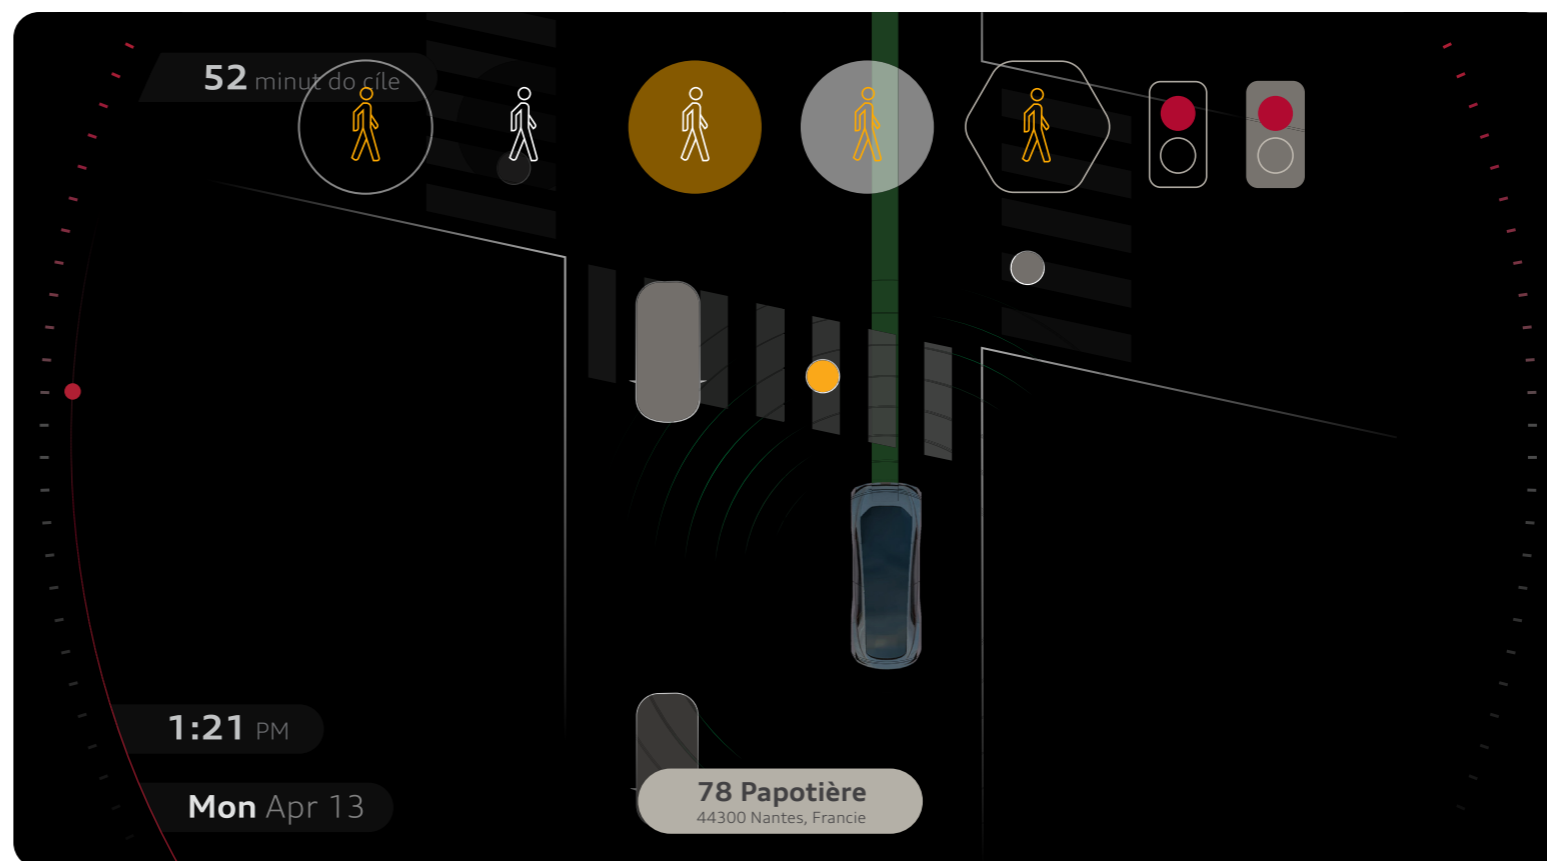 52 minut do cíle
1:21 PM
Mon Apr 13
78 Papotière
44300 Nantes, Francie